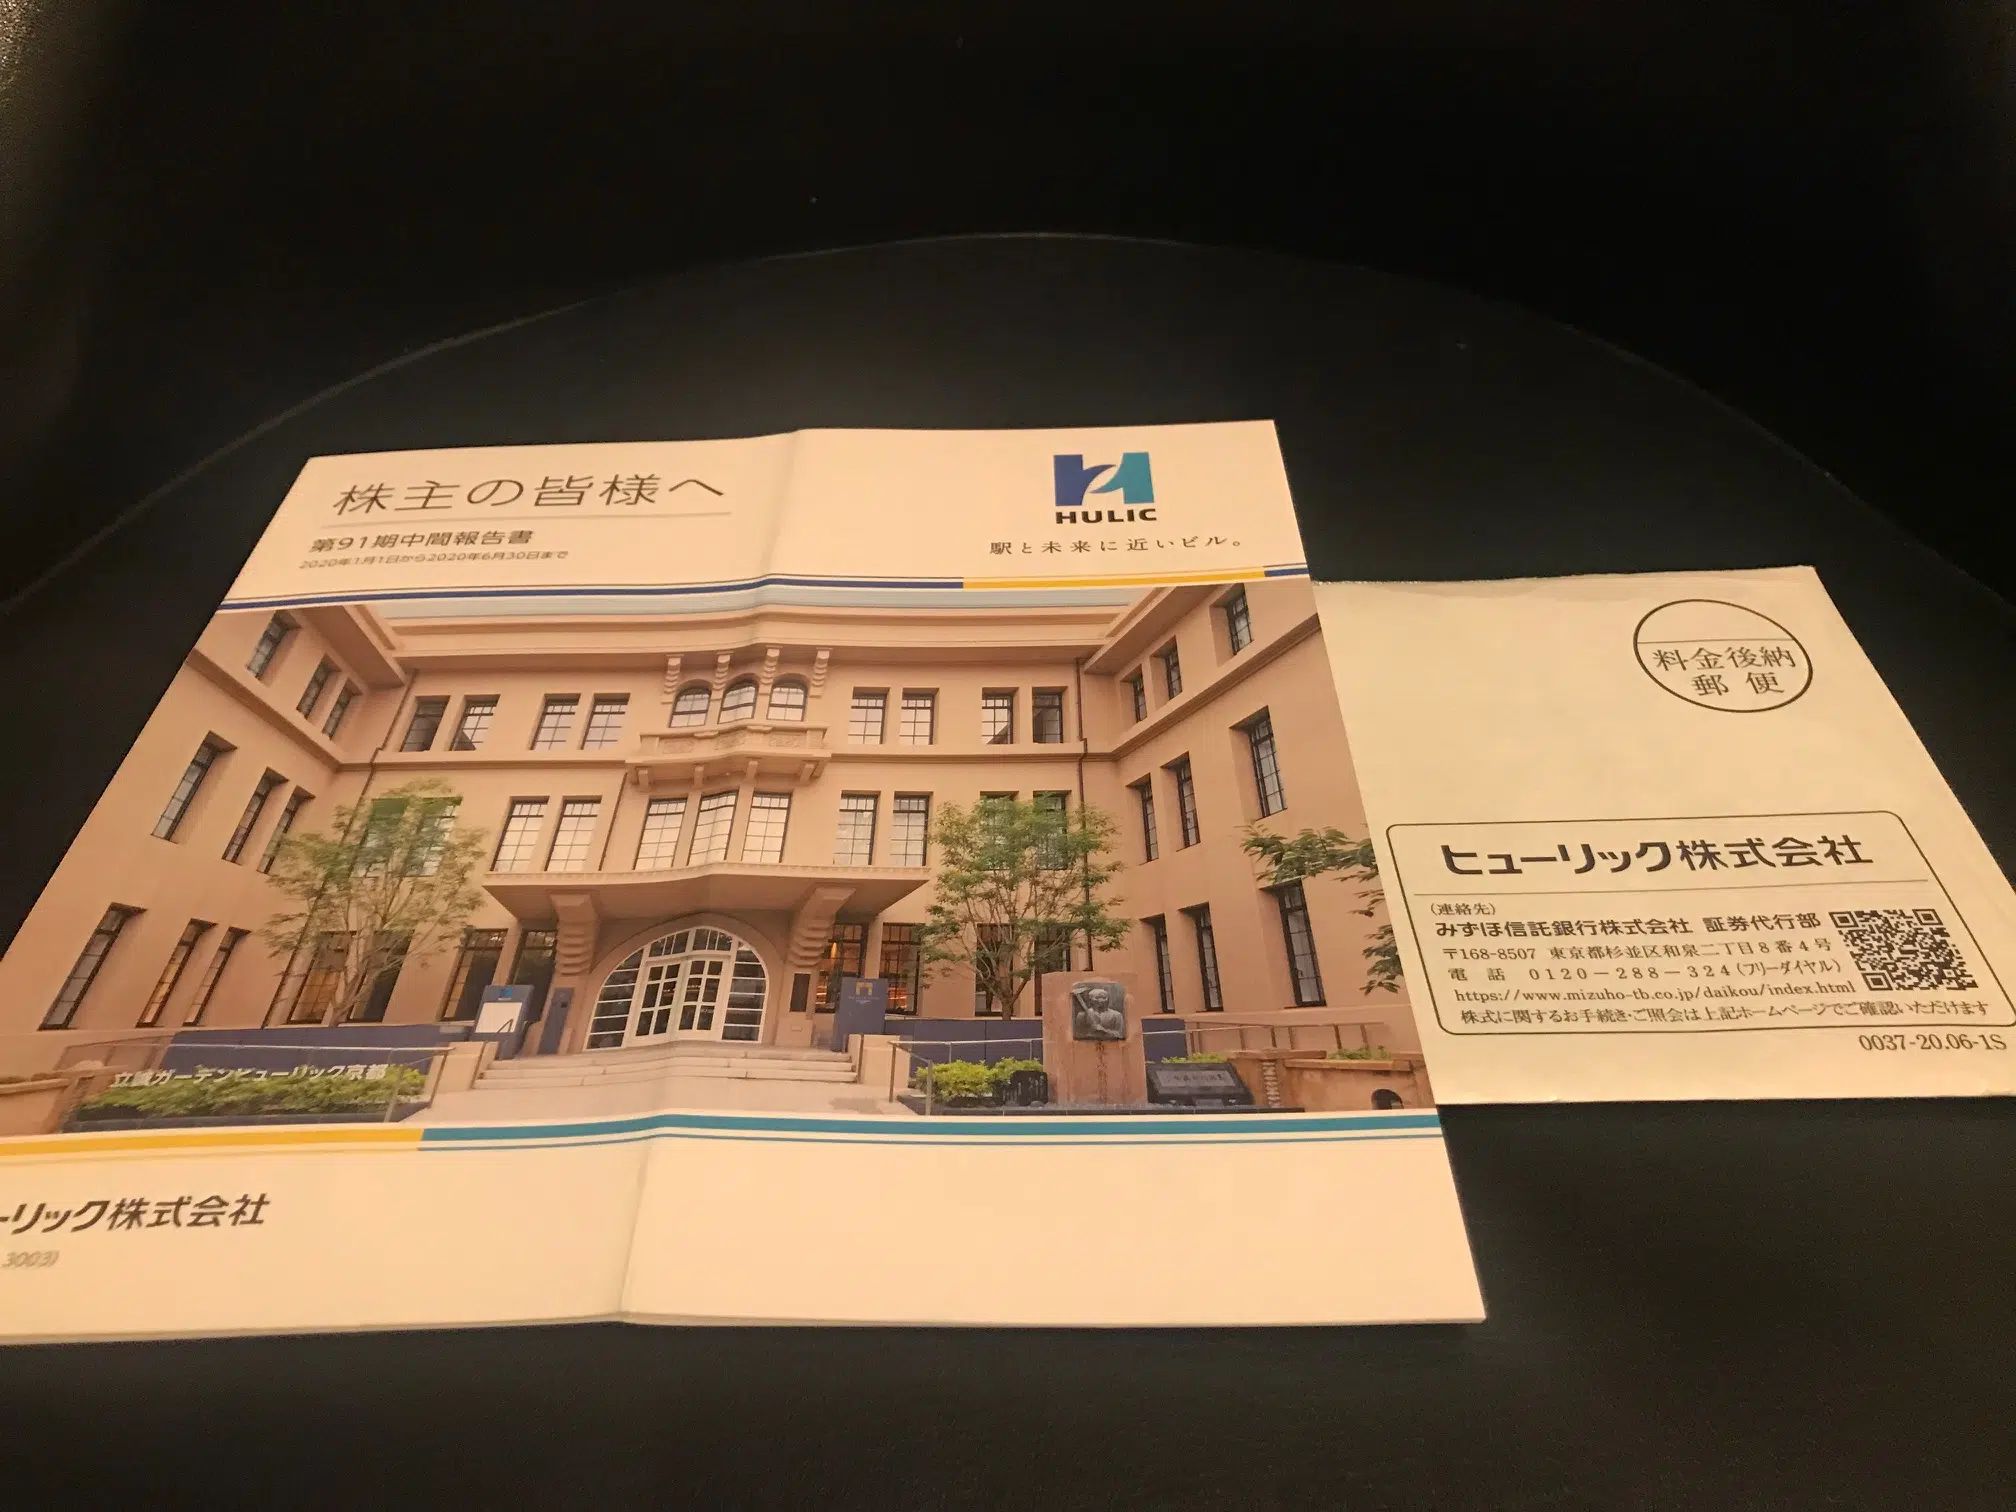 株主の皆様へ
第91期中間報告書
2020年1月1日から2020年6月30日まで
HULIC
駅と未来に近いビル。
立誠ガーデンヒューリック京都
ーリック株式会社
3003)
料金後納
郵便
ヒューリック株式会社
(連絡先)
みずほ信託銀行株式会社 証券代行部
〒168-8507 東京都杉並区和泉二丁目8番4号
電 話 0120-288-324(フリーダイヤル)
https://www.mizuho-tb.co.jp/daikou/index.html
株式に関するお手続き・ご照会は上記ホームページでご確認いただけます
0037-20.06-1S